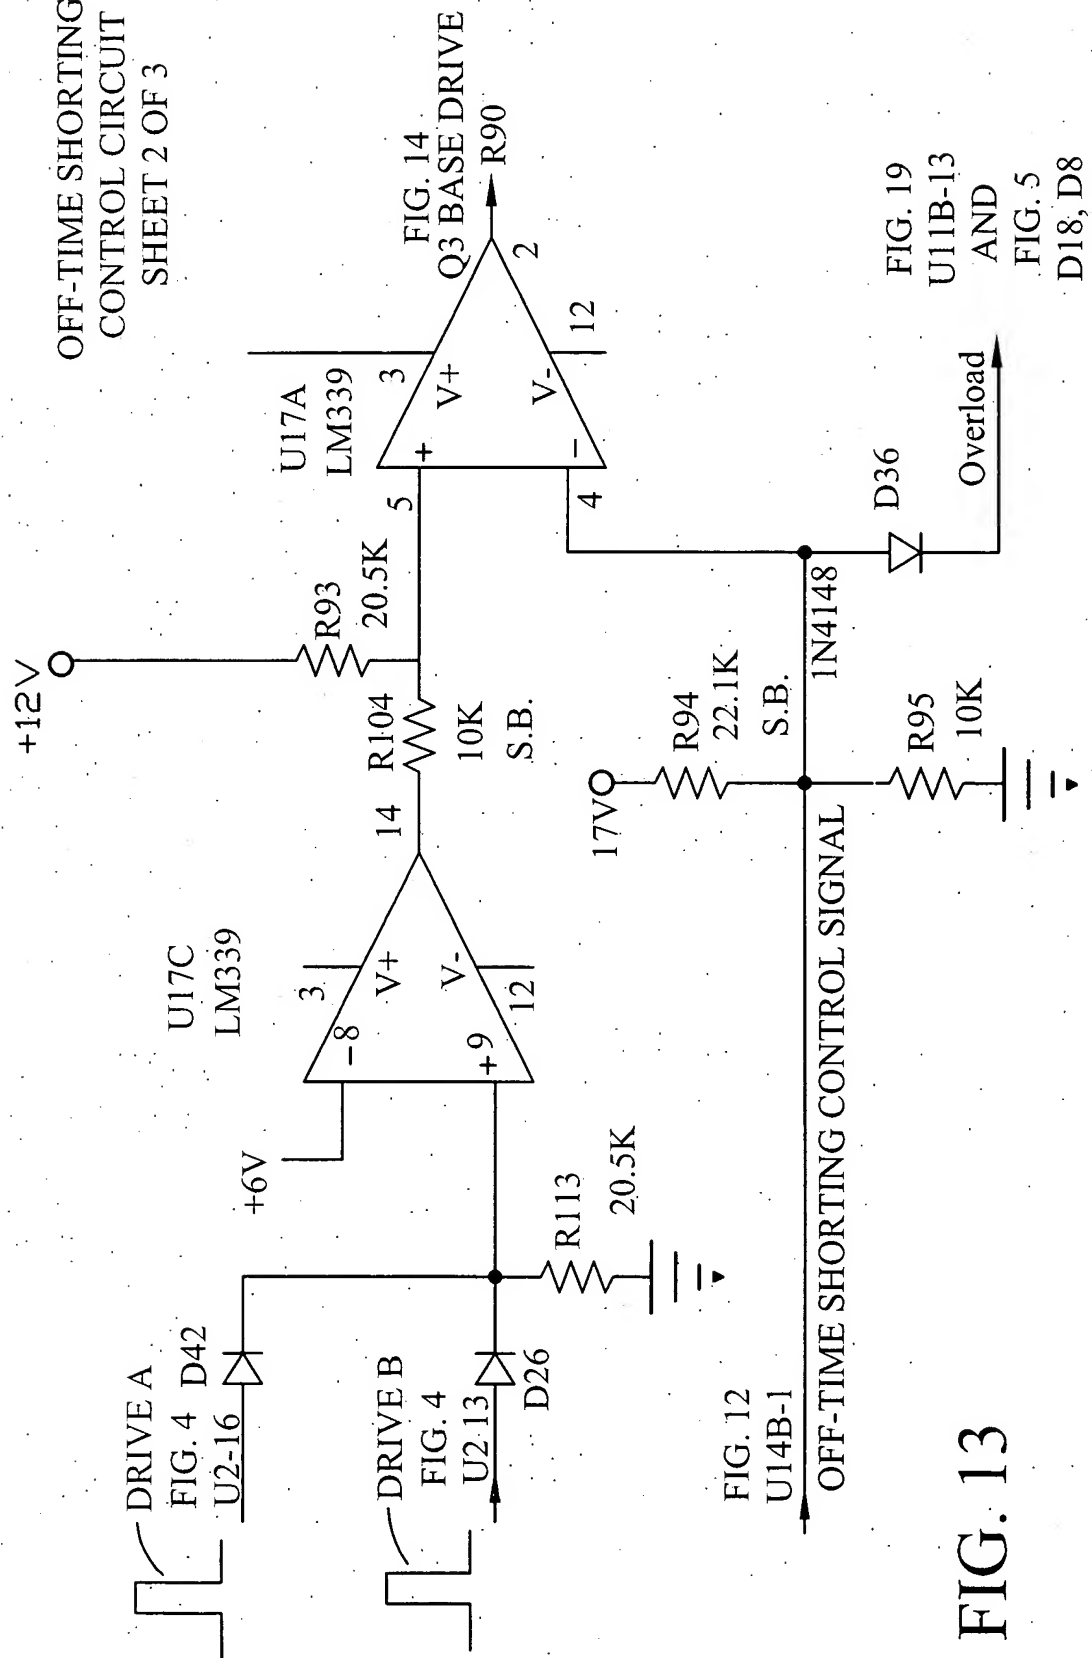 OFF-TIME SHORTING
CONTROL CIRCUIT
SHEET 2 OF 3
+12V
R93
20.5K
U17A
LM339
3
V+
+
5
−
4
V-
12
2
FIG. 14
Q3 BASE DRIVE
R90
U17C
LM339
3
V+
−8
+9
V-
12
14
R104
10K
S.B.
+6V
DRIVE A
FIG. 4
D42
U2-16
DRIVE B
FIG. 4
U2 13
D26
R113
20.5K
17V
R94
22.1K
S.B.
R95
10K
1N4148
D36
Overload
FIG. 19
U11B-13
AND
FIG. 5
D18, D8
FIG. 12
U14B-1
OFF-TIME SHORTING CONTROL SIGNAL
FIG. 13